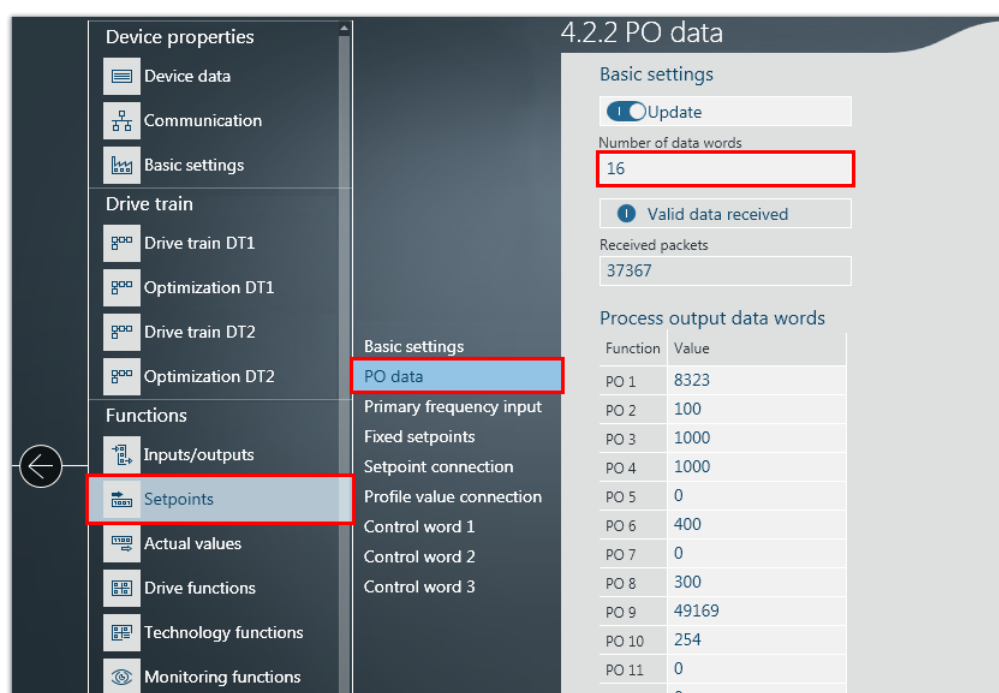 Device properties
Device data
Communication
Basic settings
Drive train
Drive train DT1
Optimization DT1
Drive train DT2
Optimization DT2
Functions
Inputs/outputs
Setpoints
Actual values
Drive functions
Technology functions
Monitoring functions
Basic settings
PO data
Primary frequency input
Fixed setpoints
Setpoint connection
Profile value connection
Control word 1
Control word 2
Control word 3
4.2.2 PO data
Basic settings
Update
Number of data words
16
Valid data received
Received packets
37367
Process output data words
Function Value
PO 1 8323
PO 2 100
PO 3 1000
PO 4 1000
PO 5 0
PO 6 400
PO 7 0
PO 8 300
PO 9 49169
PO 10 254
PO 11 0